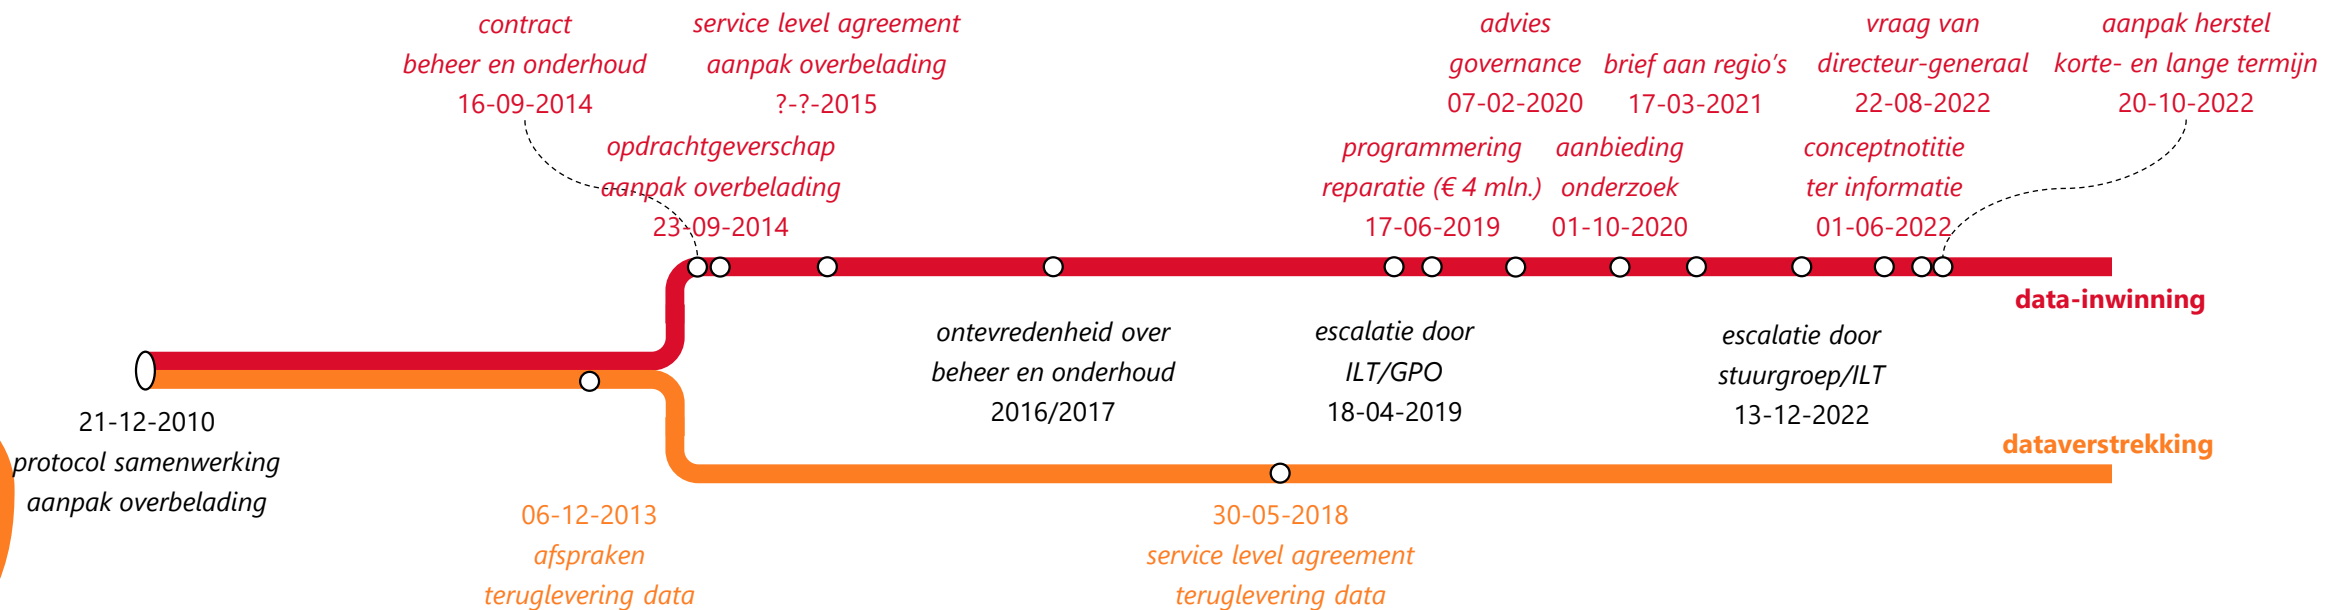 contract
beheer en onderhoud
16-09-2014
service level agreement
aanpak overbelading
?-?-2015
advies
governance
07-02-2020
brief aan regio's
17-03-2021
vraag van
directeur-generaal
22-08-2022
aanpak herstel
korte- en lange termijn
20-10-2022
opdrachtgeverschap
aanpak overbelading
23-09-2014
programmering
reparatie (€ 4 mln.)
17-06-2019
aanbieding
onderzoek
01-10-2020
conceptnotitie
ter informatie
01-06-2022
data-inwinning
ontevredenheid over
beheer en onderhoud
2016/2017
escalatie door
ILT/GPO
18-04-2019
escalatie door
stuurgroep/ILT
13-12-2022
21-12-2010
protocol samenwerking
aanpak overbelading
dataverstrekking
06-12-2013
afspraken
teruglevering data
30-05-2018
service level agreement
teruglevering data